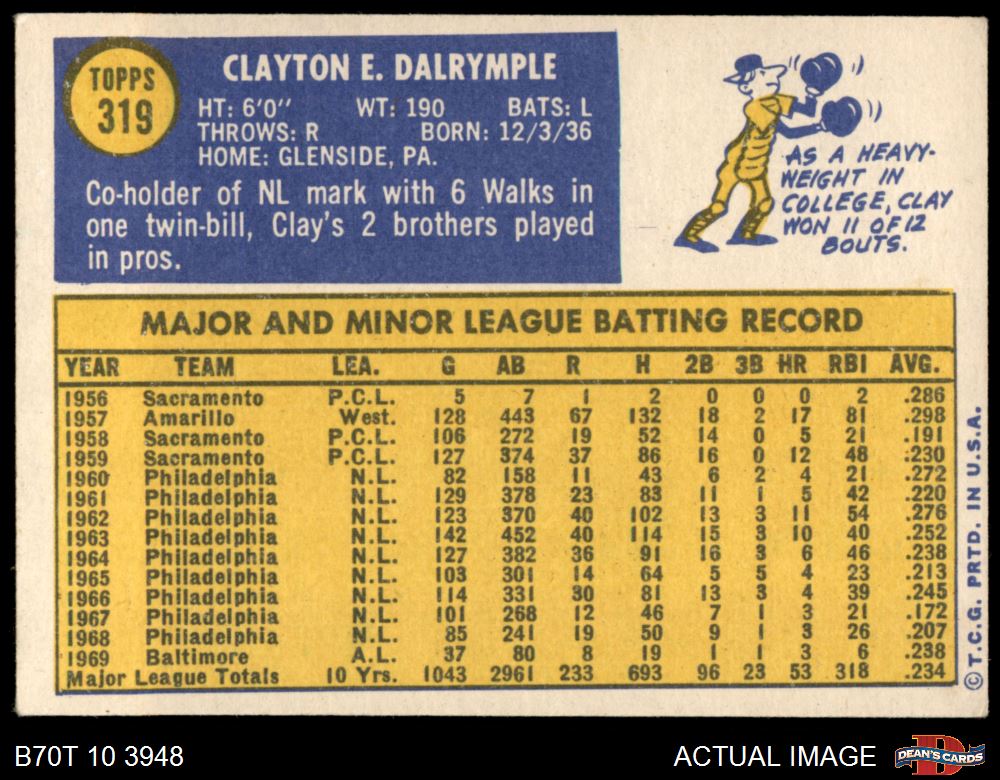 TOPPS
319
CLAYTON E. DALRYMPLE
HT: 6'0" WT: 190 BATS: L
THROWS: R BORN: 12/3/36
HOME: GLENSIDE, PA.
Co-holder of NL mark with 6 Walks in
one twin-bill, Clay's 2 brothers played
in pros.
AS A HEAVY-
WEIGHT IN
COLLEGE, CLAY
WON 11 OF 12
BOUTS.
MAJOR AND MINOR LEAGUE BATTING RECORD
YEAR TEAM LEA. G AB R H 2B 3B HR RBI AVG.
1956 Sacramento P.C.L. 5 7 1 2 0 0 0 2 .286
1957 Amarillo West. 128 443 67 132 18 2 17 81 .298
1958 Sacramento P.C.L. 106 272 19 52 14 0 5 21 .191
1959 Sacramento P.C.L. 127 374 37 86 16 0 12 48 .230
1960 Philadelphia N.L. 82 158 11 43 6 2 4 21 .272
1961 Philadelphia N.L. 129 378 23 83 11 1 5 42 .220
1962 Philadelphia N.L. 123 370 40 102 13 3 11 54 .276
1963 Philadelphia N.L. 142 452 40 114 15 3 10 40 .252
1964 Philadelphia N.L. 127 382 36 91 16 3 6 46 .238
1965 Philadelphia N.L. 103 301 14 64 5 5 4 23 .213
1966 Philadelphia N.L. 114 331 30 81 13 3 4 39 .245
1967 Philadelphia N.L. 101 268 12 46 7 1 3 21 .172
1968 Philadelphia N.L. 85 241 19 50 9 1 3 26 .207
1969 Baltimore A.L. 37 80 8 19 1 1 3 6 .238
Major League Totals 10 Yrs. 1043 2961 233 693 96 23 53 318 .234
©T.C.G. PRTD. IN U.S.A.
B70T 10 3948
ACTUAL IMAGE
D
DEAN'S CARDS